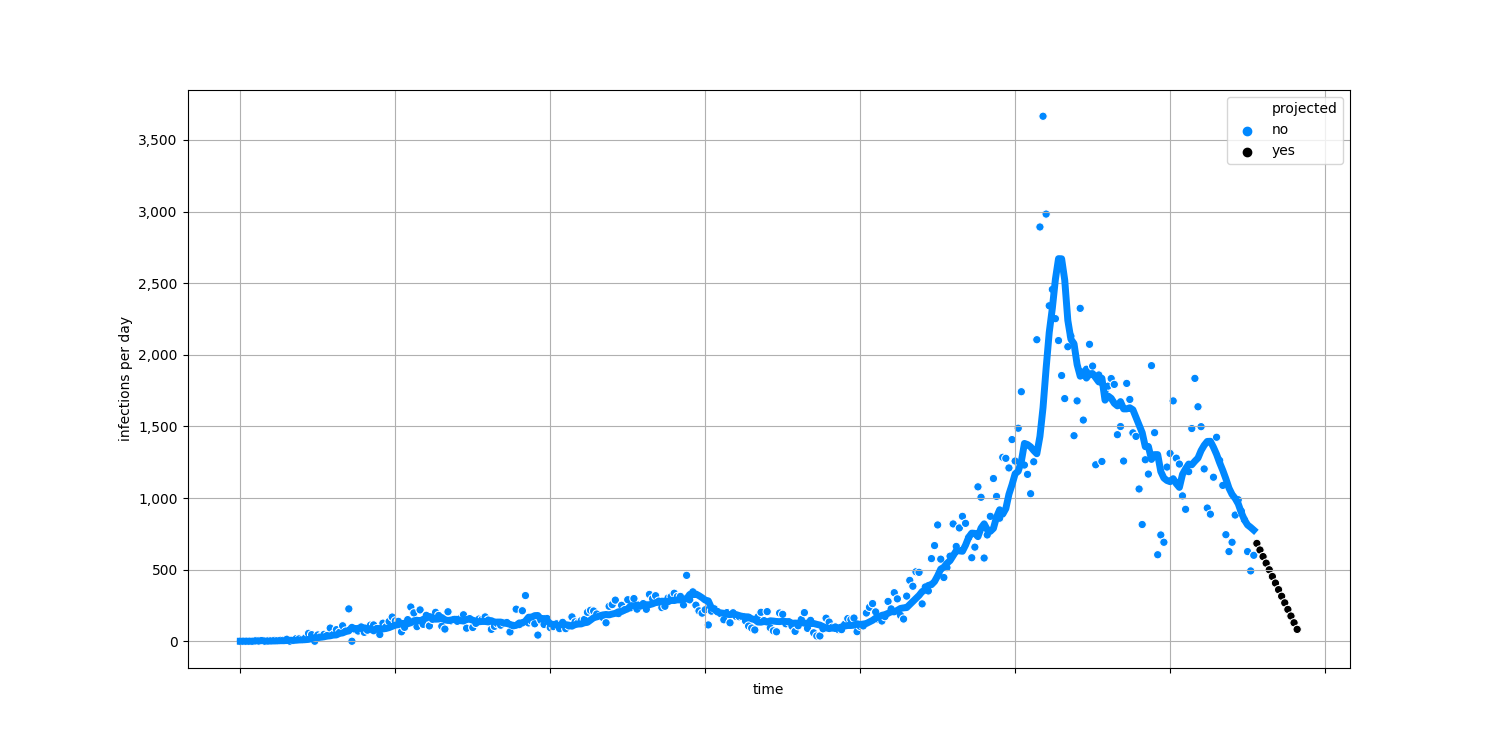 projected
no
yes
3,500
3,000
2,500
2,000
1,500
1,000
500
0
infections per day
time